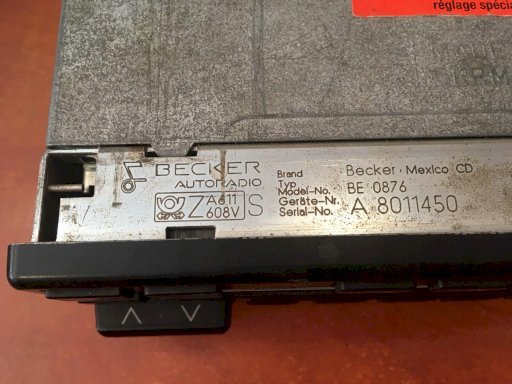 réglage spécia
BECKER
AUTORADIO
Z A611 608V S
Brand Becker · Mexico CD
Typ
Model-No. BE 0876
Geräte-Nr.
Serial-No. A 8011450